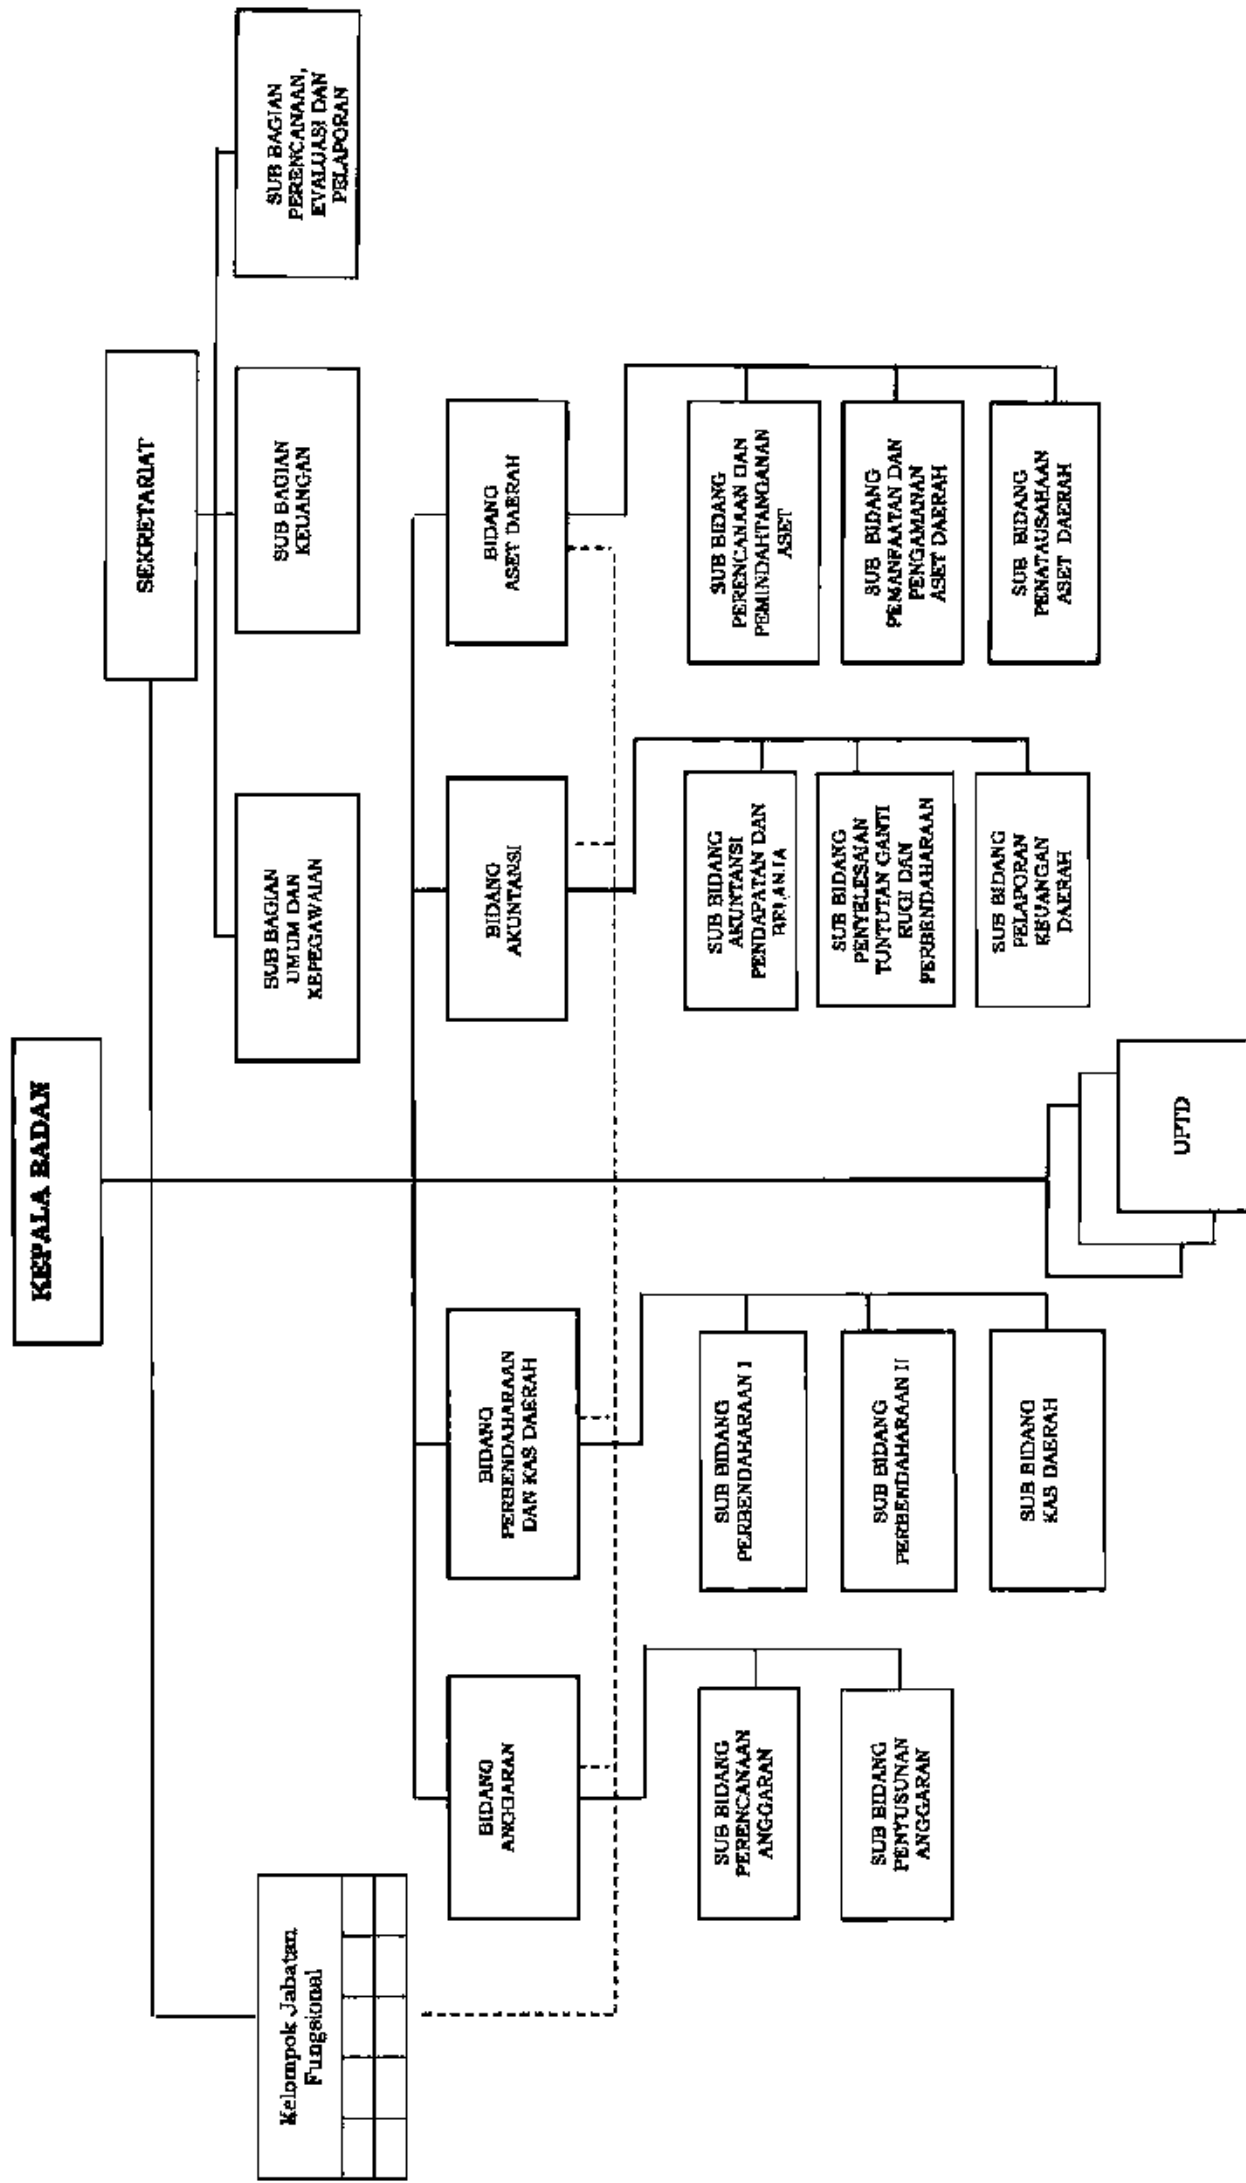 KEPALA BADAN
SEKRETARIAT
Kelompok Jabatan
Fungsional
SUB BAGIAN
UMUM DAN
KEPEGAWAIAN
SUB BAGIAN
KEUANGAN
SUB BAGIAN
PERENCANAAN,
EVALUASI DAN
PELAPORAN
BIDANG
ANGGARAN
BIDANG
PERBENDAHARAAN
DAN KAS DAERAH
BIDANG
AKUNTANSI
BIDANG
ASET DAERAH
SUB BIDANG
PERENCANAAN
ANGGARAN
SUB BIDANG
PENYUSUNAN
ANGGARAN
SUB BIDANG
PERBENDAHARAAN I
SUB BIDANG
PERBENDAHARAAN II
SUB BIDANG
KAS DAERAH
SUB BIDANG
AKUNTANSI
PENDAPATAN DAN
BELANJA
SUB BIDANG
PENYELESAIAN
TUNTUTAN GANTI
RUGI DAN
PERBENDAHARAAN
SUB BIDANG
PELAPORAN
KEUANGAN
DAERAH
SUB BIDANG
PERENCANAAN DAN
PEMINDAHTANGANAN
ASET
SUB BIDANG
PEMANFAATAN DAN
PENGAMANAN
ASET DAERAH
SUB BIDANG
PENATAUSAHAAN
ASET DAERAH
UPTD